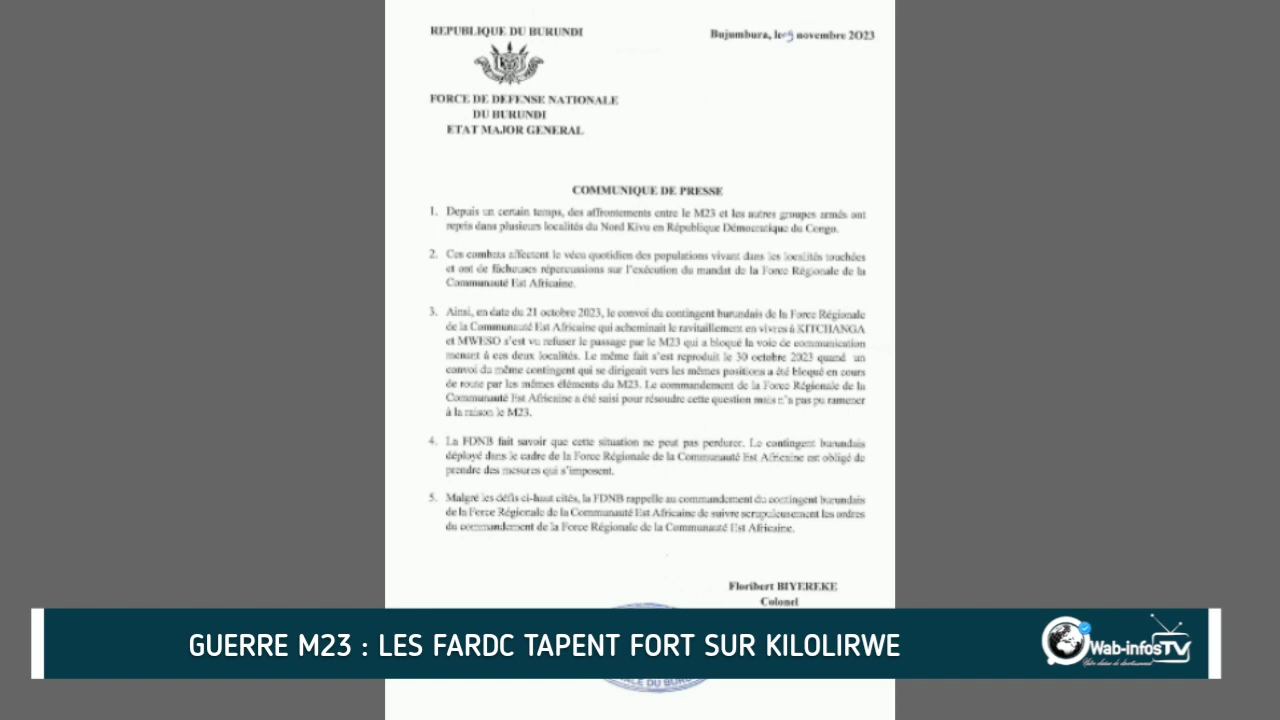 REPUBLIQUE DU BURUNDI
Bujumbura, le 5 novembre 2023
FORCE DE DEFENSE NATIONALE
DU BURUNDI
ETAT MAJOR GENERAL
COMMUNIQUE DE PRESSE
1. Depuis un certain temps, des affrontements entre le M23 et les autres groupes armés ont
repris dans plusieurs localités du Nord Kivu en République Démocratique du Congo.
2. Ces combats affectent le vécu quotidien des populations vivant dans les localités touchées
et ont de fâcheuses répercussions sur l'exécution du mandat de la Force Régionale de la
Communauté Est Africaine.
3. Ainsi, en date du 21 octobre 2023, le convoi du contingent burundais de la Force Régionale
de la Communauté Est Africaine qui acheminait le ravitaillement en vivres à KITCHANGA
et MWESO s'est vu refuser le passage par le M23 qui a bloqué la voie de communication
menant à ces deux localités. Le même fait s'est reproduit le 30 octobre 2023 quand un
convoi du même contingent qui se dirigeait vers les mêmes positions a été bloqué en cours
de route par les mêmes éléments du M23. Le commandement de la Force Régionale de la
Communauté Est Africaine a été saisi pour résoudre cette question mais n'a pas pu ramener
à la raison le M23.
4. La FDNB fait savoir que cette situation ne peut pas perdurer. Le contingent burundais
déployé dans le cadre de la Force Régionale de la Communauté Est Africaine est obligé de
prendre des mesures qui s'imposent.
5. Malgré les défis ci-haut cités, la FDNB rappelle au commandement du contingent burundais
de la Force Régionale de la Communauté Est Africaine de suivre scrupuleusement les ordres
du commandement de la Force Régionale de la Communauté Est Africaine.
Floribert BIYEREKE
Colonel
GUERRE M23 : LES FARDC TAPENT FORT SUR KILOLIRWE
Wab-infosTV
DU BURU